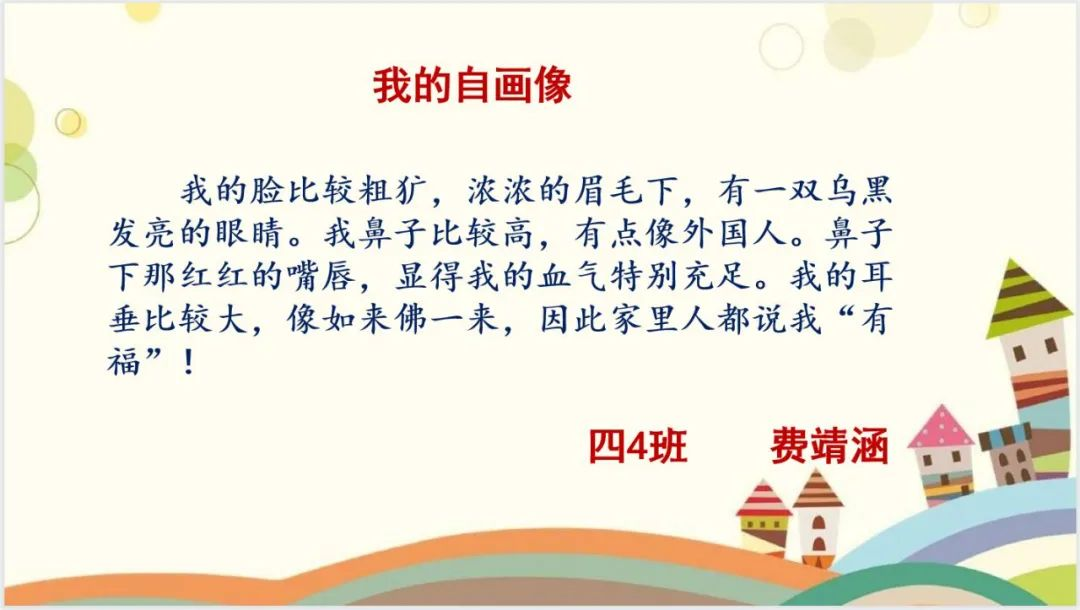 我的自画像
我的脸比较粗犷，浓浓的眉毛下，有一双乌黑
发亮的眼睛。我鼻子比较高，有点像外国人。鼻子
下那红红的嘴唇，显得我的血气特别充足。我的耳
垂比较大，像如来佛一来，因此家里人都说我“有
福”！
四4班 费靖涵